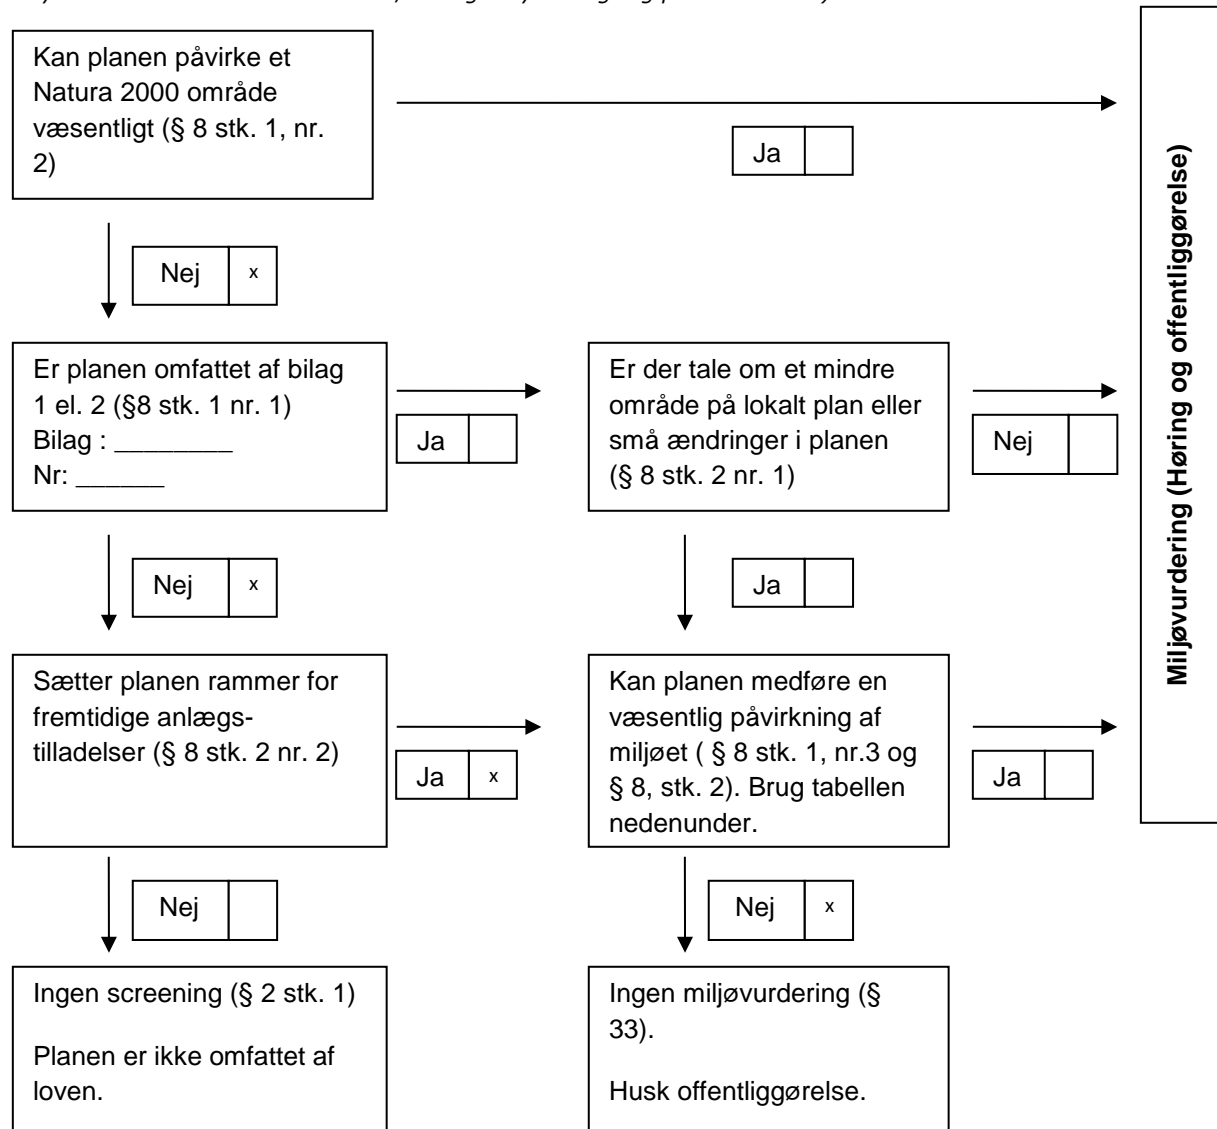 Kan planen påvirke et
Natura 2000 område
væsentligt (§ 8 stk. 1, nr.
2)
Ja
Nej x
Er planen omfattet af bilag
1 el. 2 (§8 stk. 1 nr. 1)
Bilag : ________
Nr: ______
Ja
Er der tale om et mindre
område på lokalt plan eller
små ændringer i planen
(§ 8 stk. 2 nr. 1)
Nej
Nej x
Ja
Sætter planen rammer for
fremtidige anlægs-
tilladelser (§ 8 stk. 2 nr. 2)
Ja x
Kan planen medføre en
væsentlig påvirkning af
miljøet ( § 8 stk. 1, nr.3 og
§ 8, stk. 2). Brug tabellen
nedenunder.
Ja
Nej
Nej x
Ingen screening (§ 2 stk. 1)
Planen er ikke omfattet af
loven.
Ingen miljøvurdering (§
33).
Husk offentliggørelse.
Miljøvurdering (Høring og offentliggørelse)